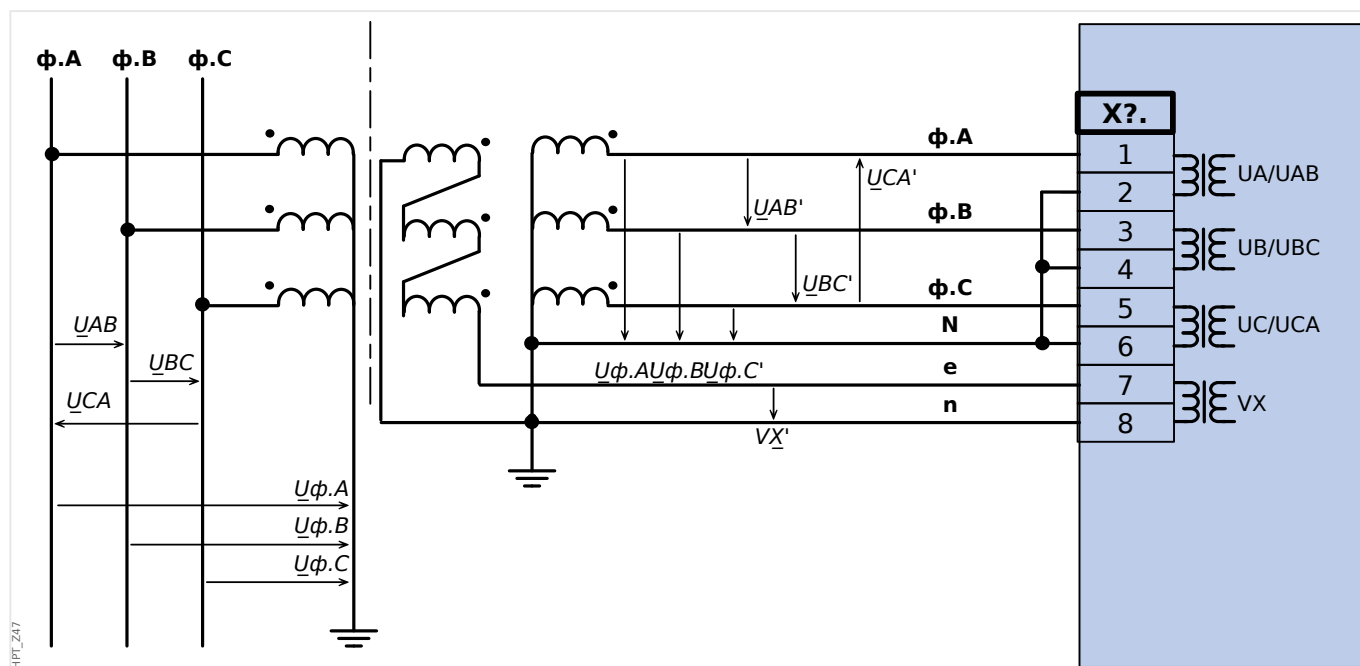 ф.A ф.B ф.C
X?.
ф.A
1
UA/UAB
UCA'
2
UAB'
ф.B
3
UB/UBC
4
UBC'
ф.C
5
UAB
N
UC/UCA
6
UBC
Uф.AUф.BUф.C'
e
7
UCA
n
VX
8
VX'
Uф.A
Uф.B
Uф.C
HPT_Z47